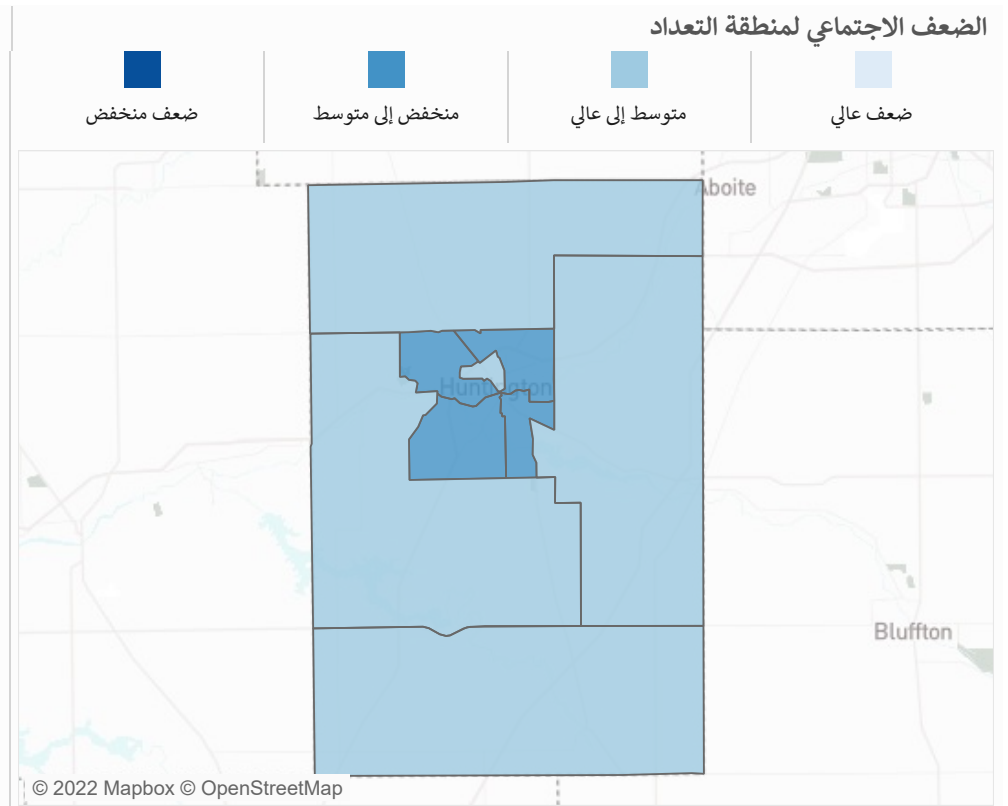 الضعف الاجتماعي لمنطقة التعداد
ضعف عالي
متوسط إلى عالي
منخفض إلى متوسط
ضعف منخفض
Aboite
Huntington
Bluffton
© 2022 Mapbox © OpenStreetMap